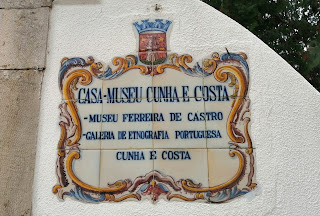 CASA-MUSEU CUNHA E COSTA
-MUSEU FERREIRA DE CASTRO
-GALERIA DE ETNOGRAFIA PORTUGUESA
CUNHA E COSTA